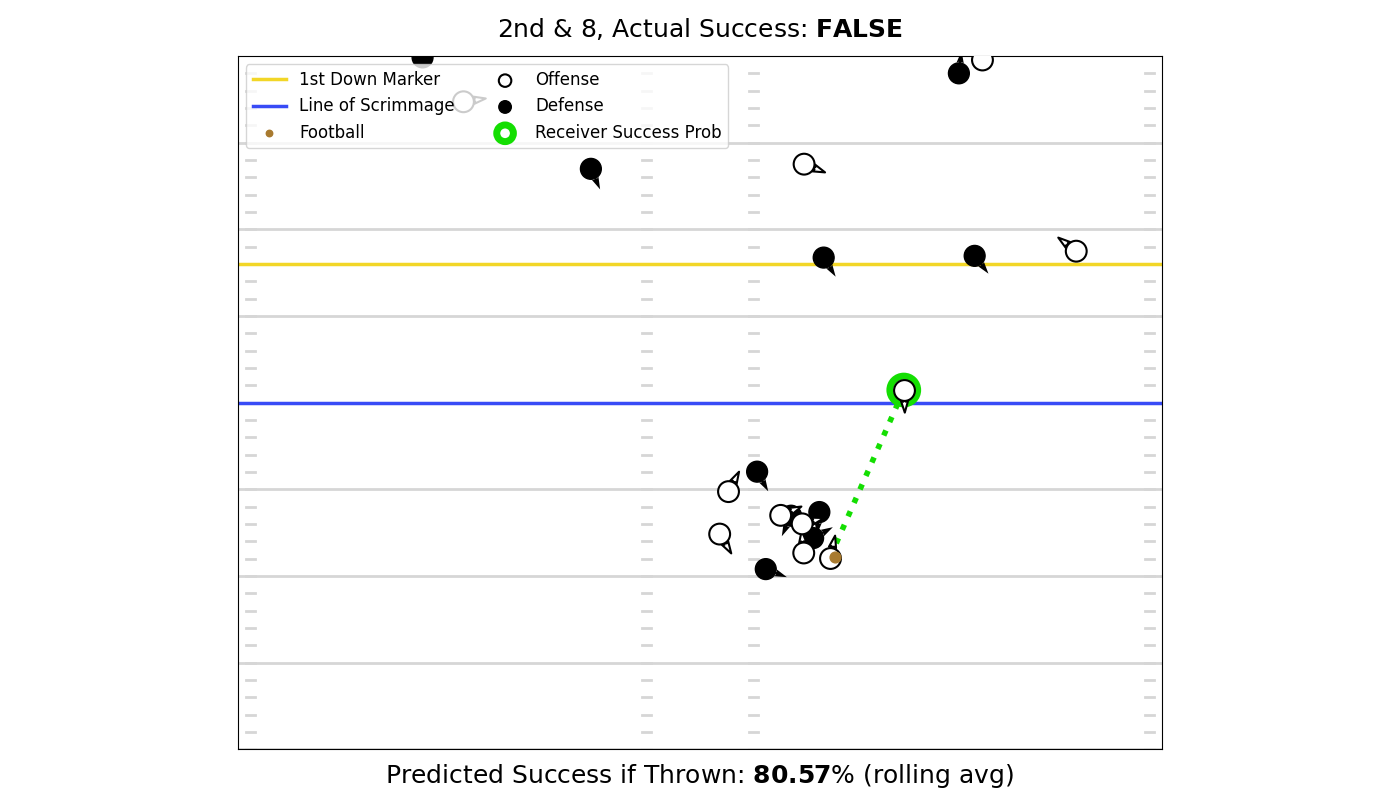 2nd & 8, Actual Success: FALSE
1st Down Marker
Line of Scrimmage
Football
Offense
Defense
Receiver Success Prob
Predicted Success if Thrown: 80.57% (rolling avg)